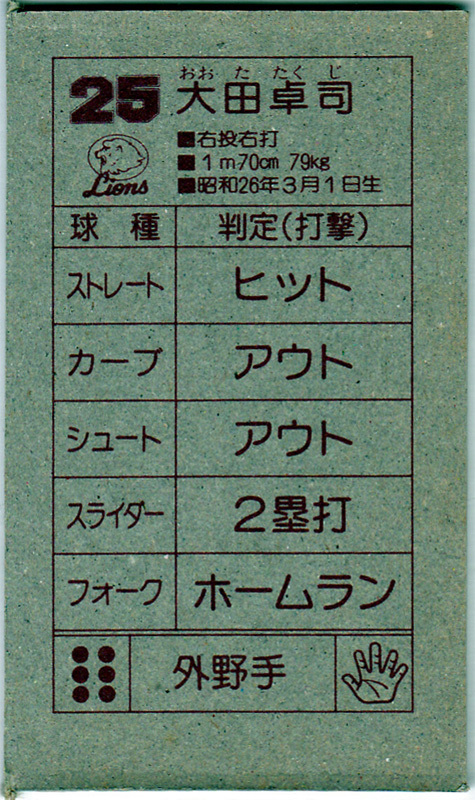 おおたたくじ
25 大田卓司
■右投右打
■1m70cm 79kg
■昭和26年3月1日生
Lions
球種 判定(打撃)
ストレート ヒット
カーブ アウト
シュート アウト
スライダー 2塁打
フォーク ホームラン
外野手